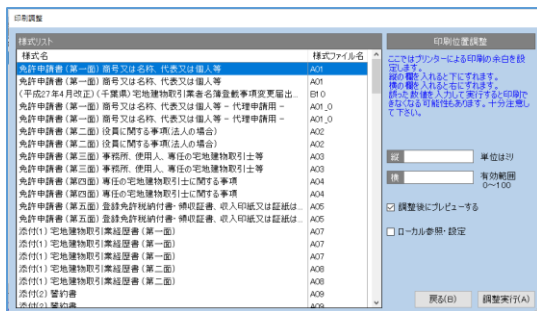 印刷調整
様式リスト
様式名 様式ファイル名
免許申請書(第一面) 商号又は名称、代表又は個人等 A01
免許申請書(第一面) 商号又は名称、代表又は個人等 A01
(平成27年4月改正)(千葉県)宅地建物取引業者名簿登載事項変更届出... B10
免許申請書(第一面) 商号又は名称、代表又は個人等 - 代理申請用 - A01_0
免許申請書(第一面) 商号又は名称、代表又は個人等 - 代理申請用 - A01_0
免許申請書(第二面) 役員に関する事項(法人の場合) A02
免許申請書(第二面) 役員に関する事項(法人の場合) A02
免許申請書(第三面) 事務所、使用人、専任の宅地建物取引士等 A03
免許申請書(第三面) 事務所、使用人、専任の宅地建物取引士等 A03
免許申請書(第四面) 専任の宅地建物取引士に関する事項 A04
免許申請書(第四面) 専任の宅地建物取引士に関する事項 A04
免許申請書(第五面) 登録免許税納付書・領収証書、収入印紙又は証紙は... A05
免許申請書(第五面) 登録免許税納付書・領収証書、収入印紙又は証紙は... A05
添付(1) 宅地建物取引業経歴書(第一面) A07
添付(1) 宅地建物取引業経歴書(第一面) A07
添付(1) 宅地建物取引業経歴書(第二面) A08
添付(1) 宅地建物取引業経歴書(第二面) A08
添付(2) 誓約書 A09
添付(2) 誓約書 A09
印刷位置調整
ここではプリンターによる印刷の余白を設
定します。
縦の欄を入れると下にずれます。
横の欄を入れると右にずれます。
誤った数値を入力して実行すると印刷で
きなくなる可能性もあります。十分注意し
て下さい。
縦 単位はミリ
横 有効範囲
0～100
調整後にプレビューする
ローカル参照・設定
戻る(B) 調整実行(A)